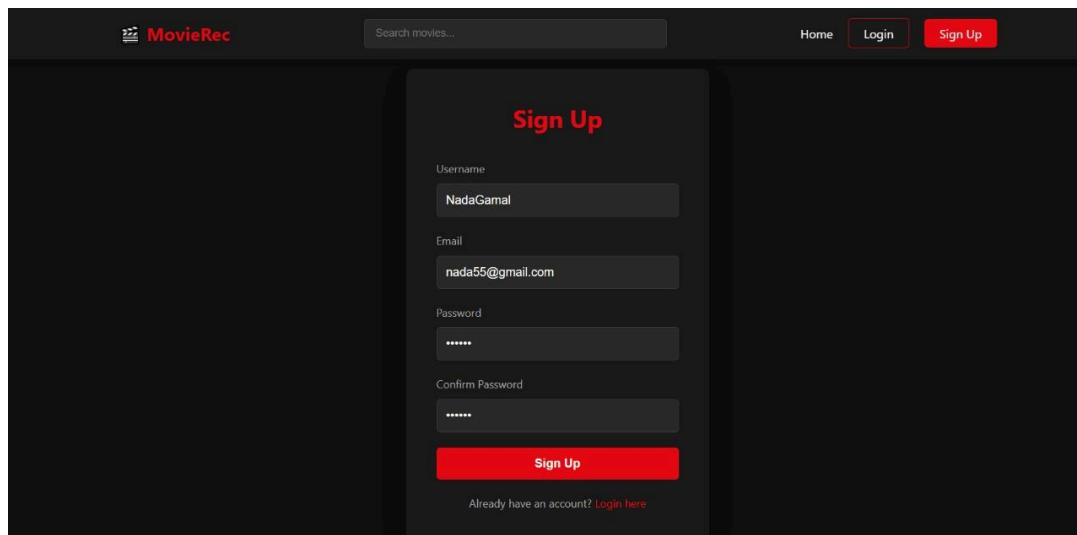 MovieRec
Search movies...
Home
Login
Sign Up
Sign Up
Username
NadaGamal
Email
nada55@gmail.com
Password
••••••
Confirm Password
••••••
Sign Up
Already have an account? Login here